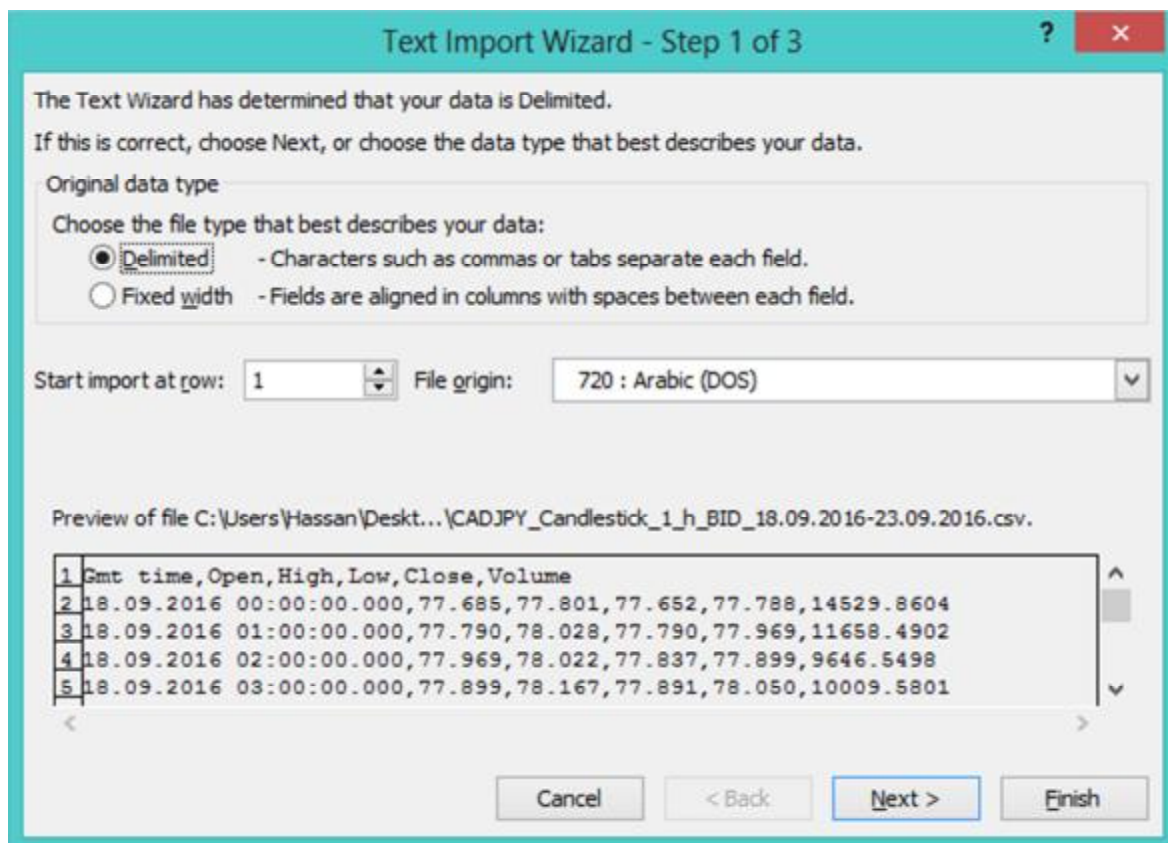 Text Import Wizard - Step 1 of 3
?
The Text Wizard has determined that your data is Delimited.
If this is correct, choose Next, or choose the data type that best describes your data.
Original data type
Choose the file type that best describes your data:
Delimited - Characters such as commas or tabs separate each field.
Fixed width - Fields are aligned in columns with spaces between each field.
Start import at row: 1 File origin: 720 : Arabic (DOS)
Preview of file C:\Users\Hassan\Deskt...\CADJPY_Candlestick_1_h_BID_18.09.2016-23.09.2016.csv.
1 Gmt time,Open,High,Low,Close,Volume
2 18.09.2016 00:00:00.000,77.685,77.801,77.652,77.788,14529.8604
3 18.09.2016 01:00:00.000,77.790,78.028,77.790,77.969,11658.4902
4 18.09.2016 02:00:00.000,77.969,78.022,77.837,77.899,9646.5498
5 18.09.2016 03:00:00.000,77.899,78.167,77.891,78.050,10009.5801
Cancel < Back Next > Finish